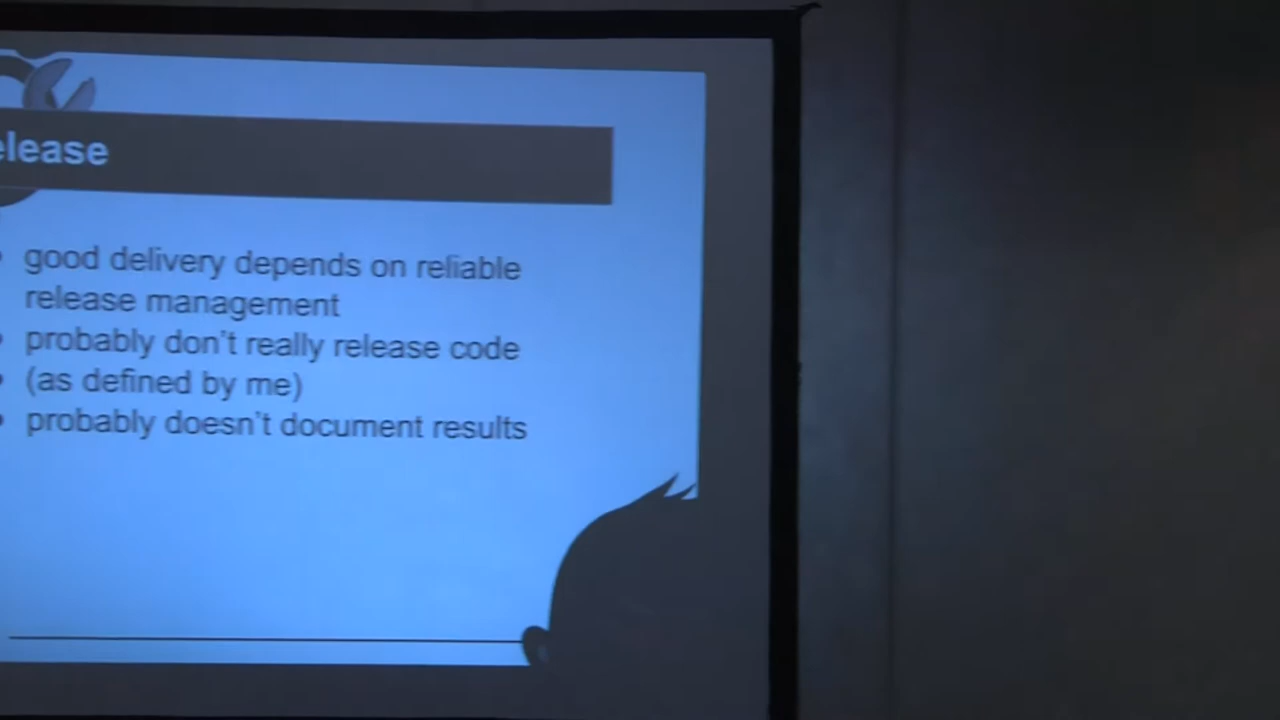 elease
good delivery depends on reliable
release management
probably don't really release code
(as defined by me)
probably doesn't document results